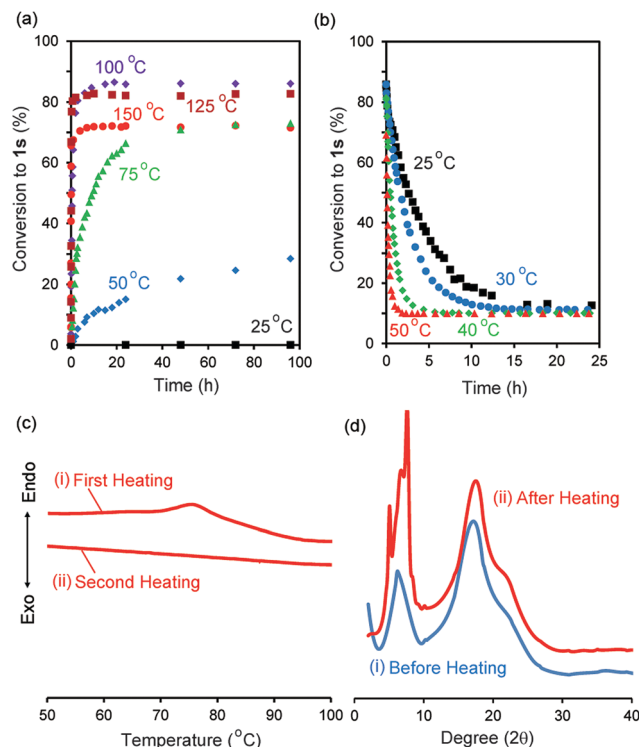 (a)
100
80
60
40
20
0
Conversion to 1s (%)
100 °C
125 °C
150 °C
75 °C
50 °C
25 °C
0 20 40 60 80 100
Time (h)
(b)
100
80
60
40
20
0
Conversion to 1s (%)
25 °C
30 °C
50 °C
40 °C
0 5 10 15 20 25
Time (h)
(c)
Endo
Exo
(i) First Heating
(ii) Second Heating
50 60 70 80 90 100
Temperature (°C)
(d)
(ii) After Heating
(i) Before Heating
0 10 20 30 40
Degree (2θ)